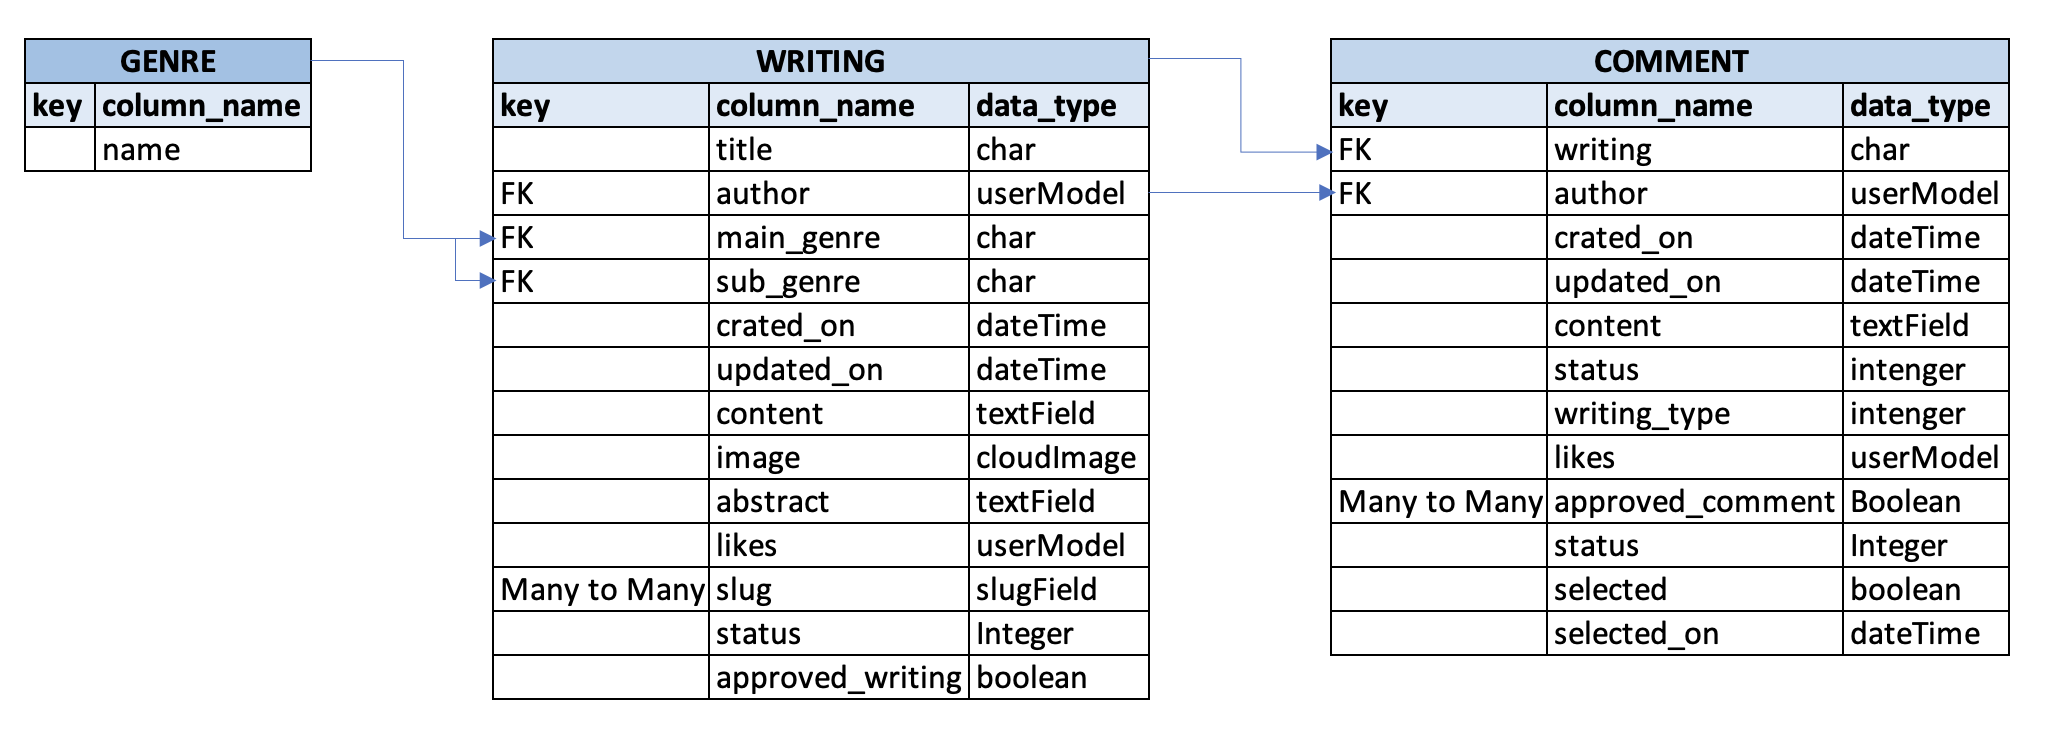 GENRE
key column_name
name
WRITING
key column_name data_type
title char
FK author userModel
FK main_genre char
FK sub_genre char
crated_on dateTime
updated_on dateTime
content textField
image cloudImage
abstract textField
likes userModel
Many to Many slug slugField
status Integer
approved_writing boolean
COMMENT
key column_name data_type
FK writing char
FK author userModel
crated_on dateTime
updated_on dateTime
content textField
status intenger
writing_type intenger
likes userModel
Many to Many approved_comment Boolean
status Integer
selected boolean
selected_on dateTime